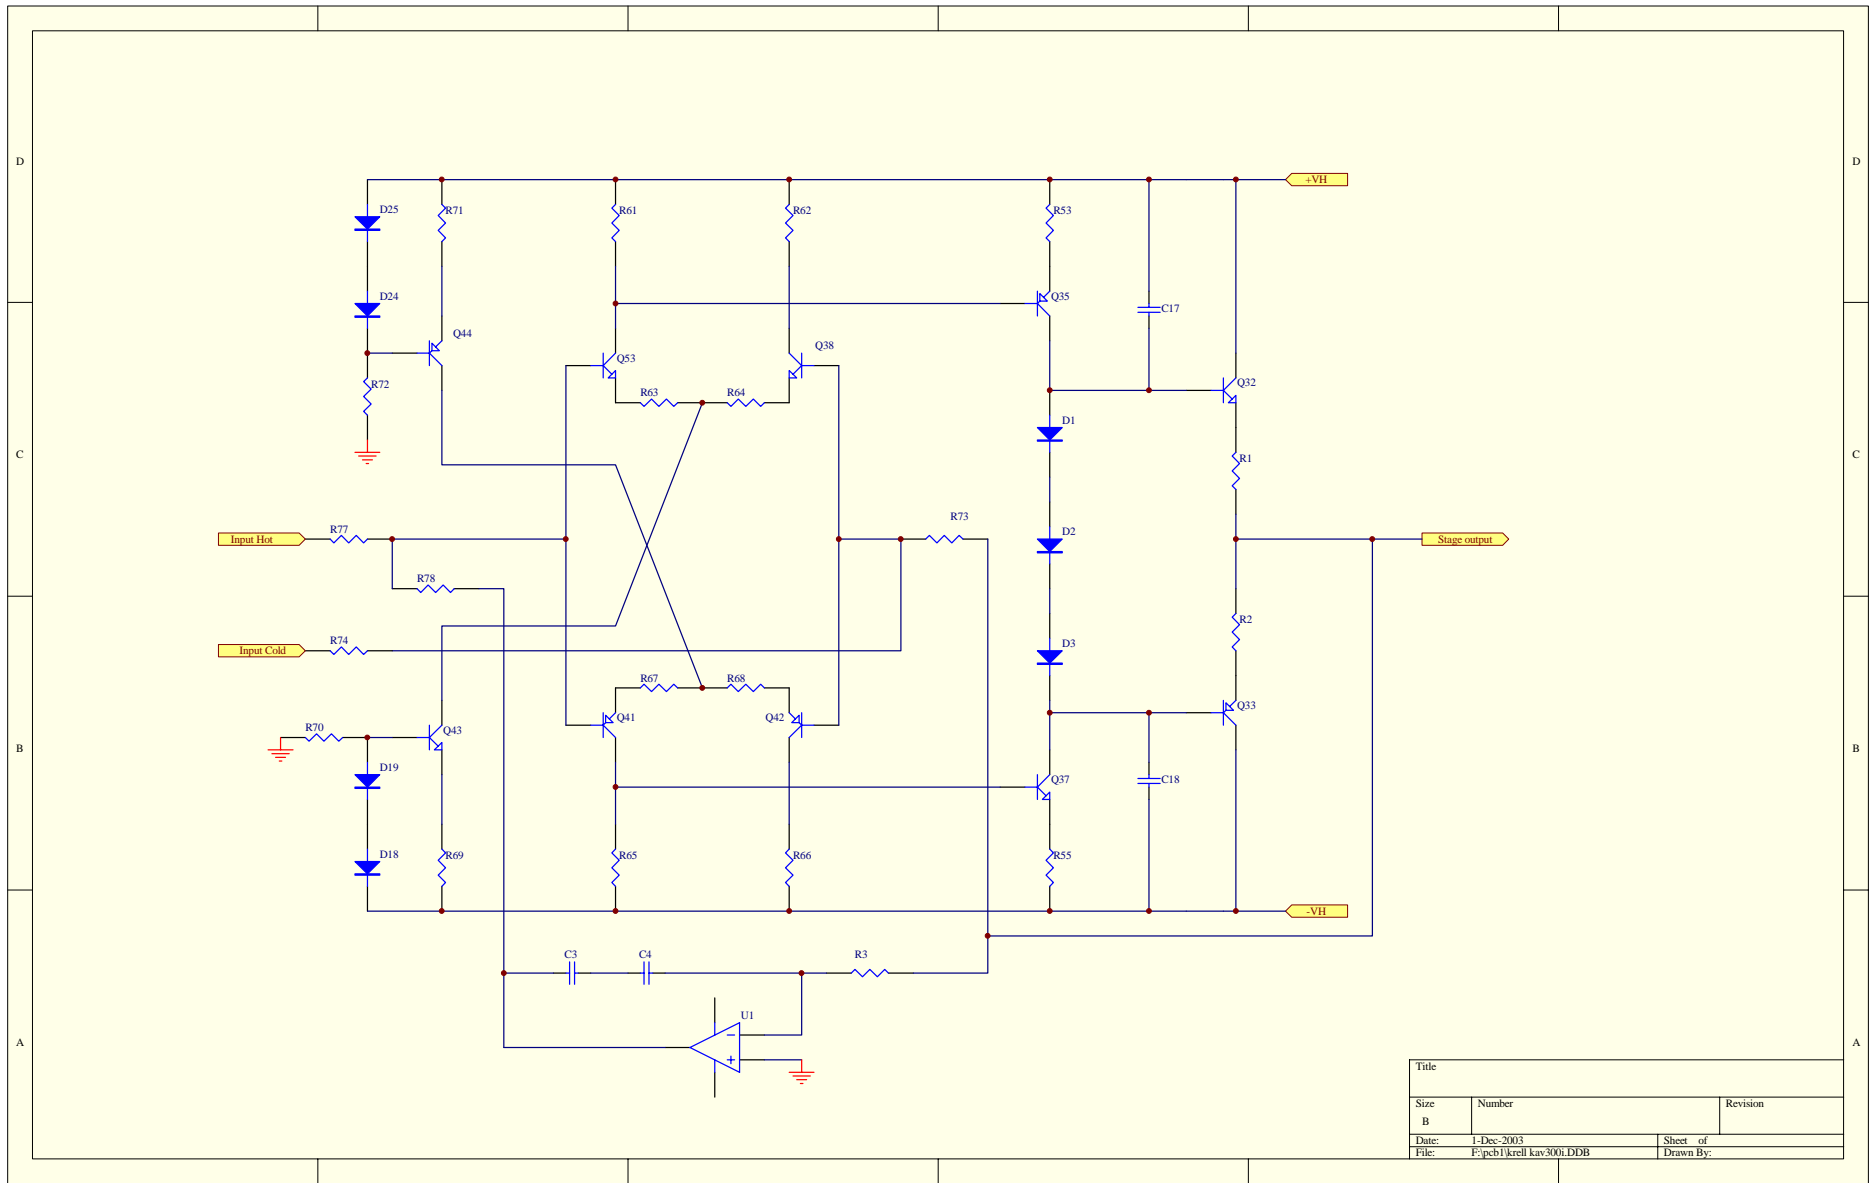 D
D
+VH
D25
R71
R61
R62
R53
D24
Q35
C17
Q44
Q38
Q53
R72
Q32
R63
R64
D1
C
R1
C
R73
R77
D2
Input Hot
Stage output
R78
R2
R74
D3
Input Cold
R67
R68
Q41
Q42
Q33
R70
Q43
B
B
D19
Q37
C18
D18
R69
R65
R66
R55
-VH
C3
C4
R3
U1
−
+
A
A
Title
Size
Number
Revision
B
Date:
1-Dec-2003
Sheet of
File:
F:\pcb1\krell kav300i.DDB
Drawn By: